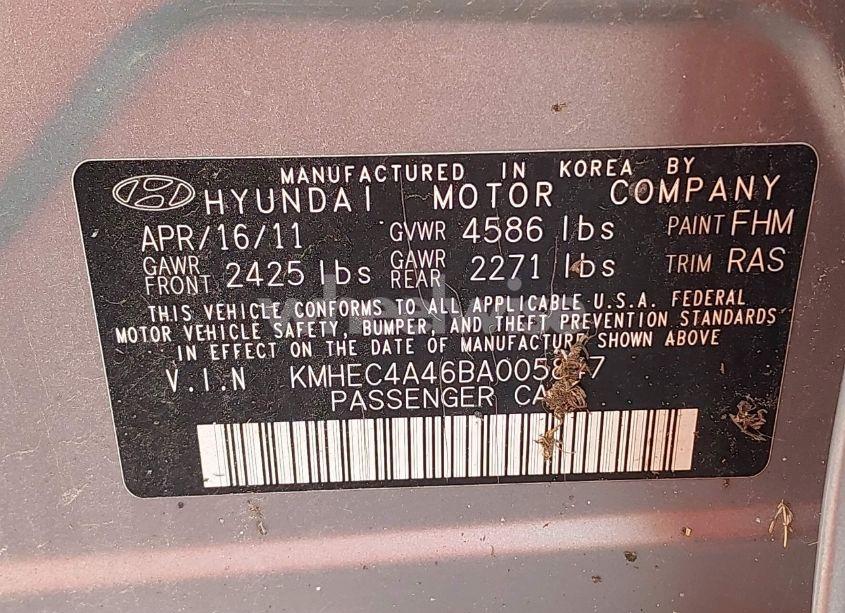 MANUFACTURED IN KOREA BY
HYUNDAI MOTOR COMPANY
APR/16/11 GVWR 4586 lbs PAINT FHM
GAWR FRONT 2425 lbs GAWR REAR 2271 lbs TRIM RAS
THIS VEHICLE CONFORMS TO ALL APPLICABLE U.S.A. FEDERAL
MOTOR VEHICLE SAFETY, BUMPER, AND THEFT PREVENTION STANDARDS
IN EFFECT ON THE DATE OF MANUFACTURE SHOWN ABOVE
V.I.N
PASSENGER